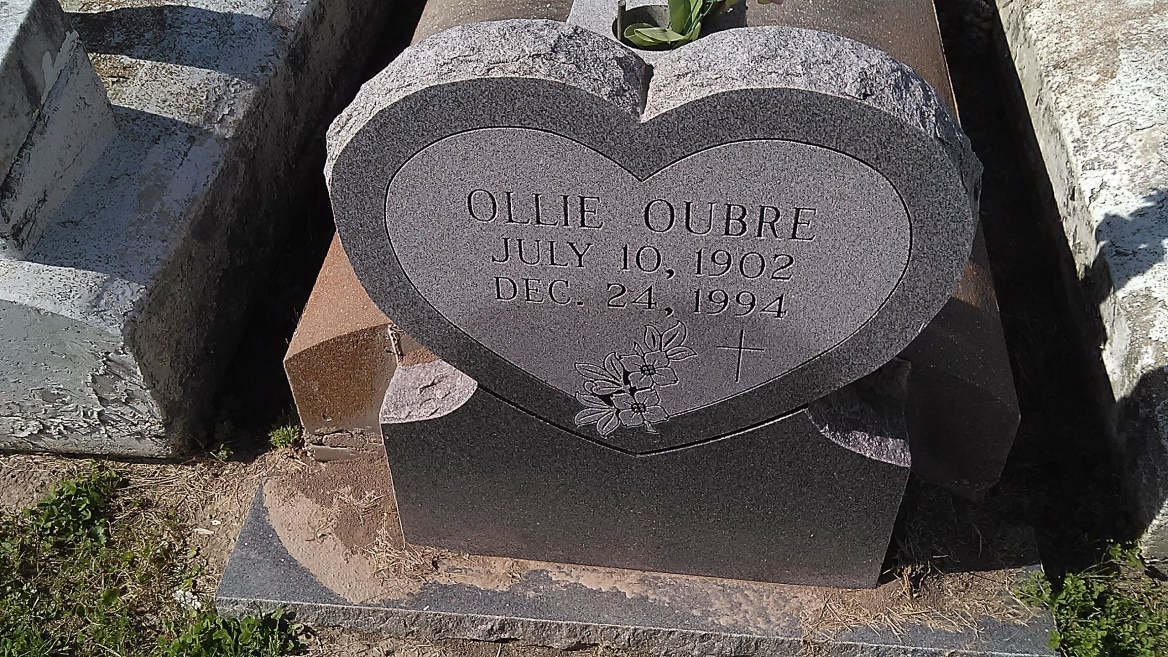 OLLIE OUBRE
JULY 10, 1902
DEC. 24, 1994